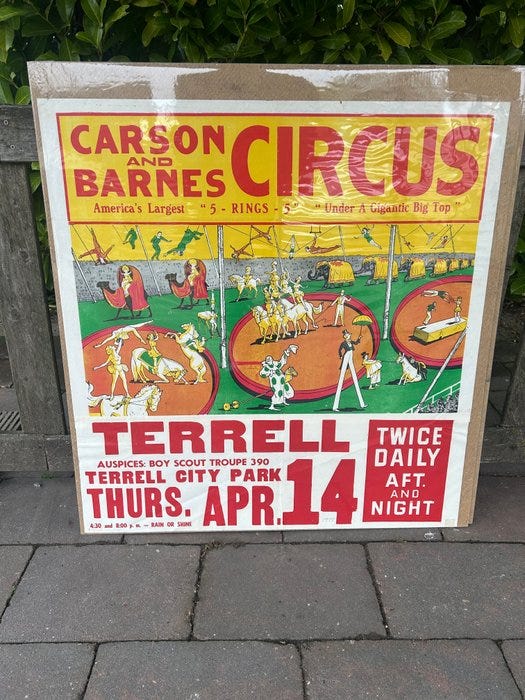 CARSON
AND
BARNES
CIRCUS
America's Largest "5 - RINGS - 5" "Under A Gigantic Big Top"
TERRELL
AUSPICES: BOY SCOUT TROUPE 390
TERRELL CITY PARK
THURS. APR. 14
4:30 and 8:00 p. m. — RAIN OR SHINE
TWICE
DAILY
AFT.
AND
NIGHT